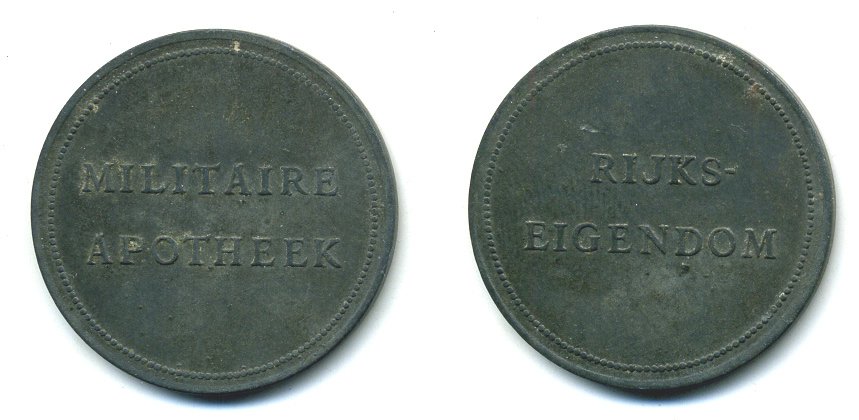 MILITAIRE
APOTHEEK
RIJKS-
EIGENDOM